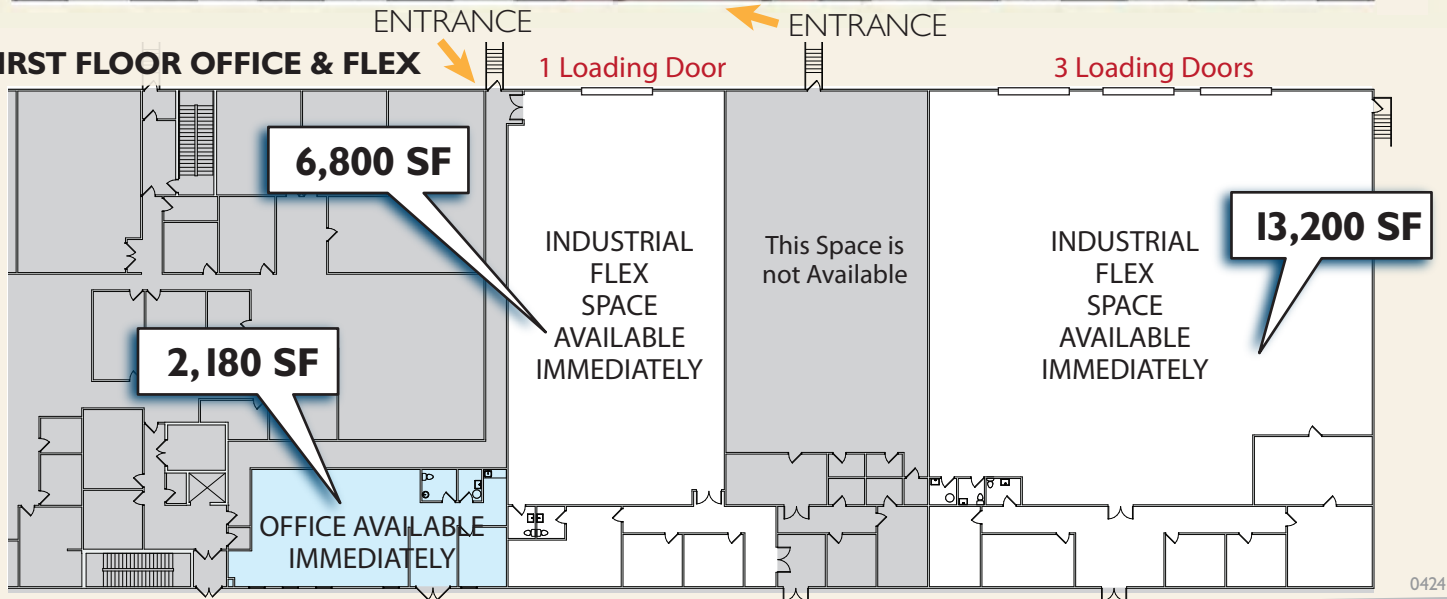 ENTRANCE
ENTRANCE
IRST FLOOR OFFICE & FLEX
1 Loading Door
3 Loading Doors
6,800 SF
13,200 SF
INDUSTRIAL
FLEX
SPACE
AVAILABLE
IMMEDIATELY
This Space is
not Available
INDUSTRIAL
FLEX
SPACE
AVAILABLE
IMMEDIATELY
2,180 SF
OFFICE AVAILABLE
IMMEDIATELY
0424